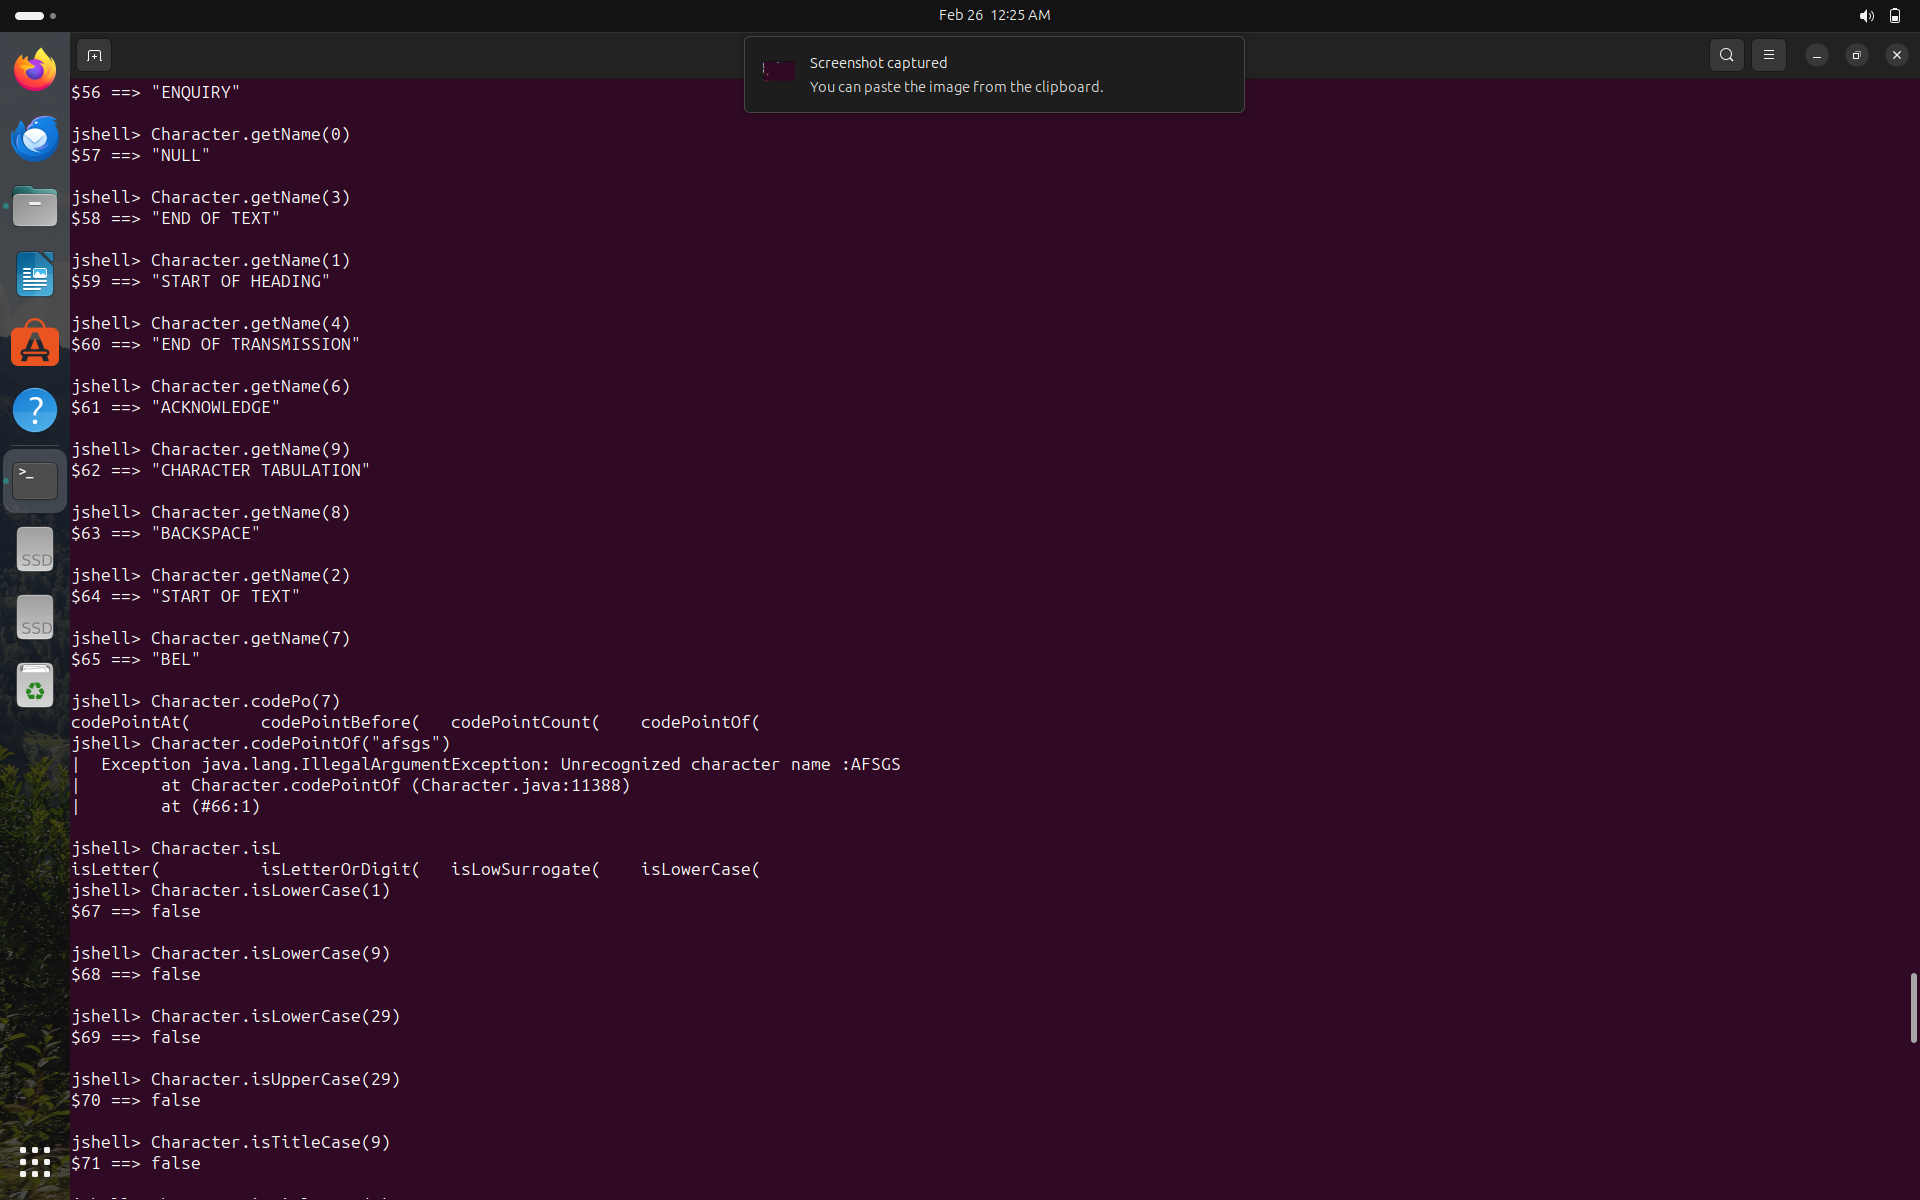 Feb 26 12:25 AM
Screenshot captured
You can paste the image from the clipboard.
$56 ==> "ENQUIRY"
jshell> Character.getName(0)
$57 ==> "NULL"
jshell> Character.getName(3)
$58 ==> "END OF TEXT"
jshell> Character.getName(1)
$59 ==> "START OF HEADING"
jshell> Character.getName(4)
$60 ==> "END OF TRANSMISSION"
jshell> Character.getName(6)
$61 ==> "ACKNOWLEDGE"
jshell> Character.getName(9)
$62 ==> "CHARACTER TABULATION"
jshell> Character.getName(8)
$63 ==> "BACKSPACE"
jshell> Character.getName(2)
$64 ==> "START OF TEXT"
jshell> Character.getName(7)
$65 ==> "BEL"
jshell> Character.codePo(7)
codePointAt(       codePointBefore(   codePointCount(    codePointOf(
jshell> Character.codePointOf("afsgs")
|  Exception java.lang.IllegalArgumentException: Unrecognized character name :AFSGS
|        at Character.codePointOf (Character.java:11388)
|        at (#66:1)
jshell> Character.isL
isLetter(          isLetterOrDigit(   isLowSurrogate(    isLowerCase(
jshell> Character.isLowerCase(1)
$67 ==> false
jshell> Character.isLowerCase(9)
$68 ==> false
jshell> Character.isLowerCase(29)
$69 ==> false
jshell> Character.isUpperCase(29)
$70 ==> false
jshell> Character.isTitleCase(9)
$71 ==> false
>_
SSD
SSD